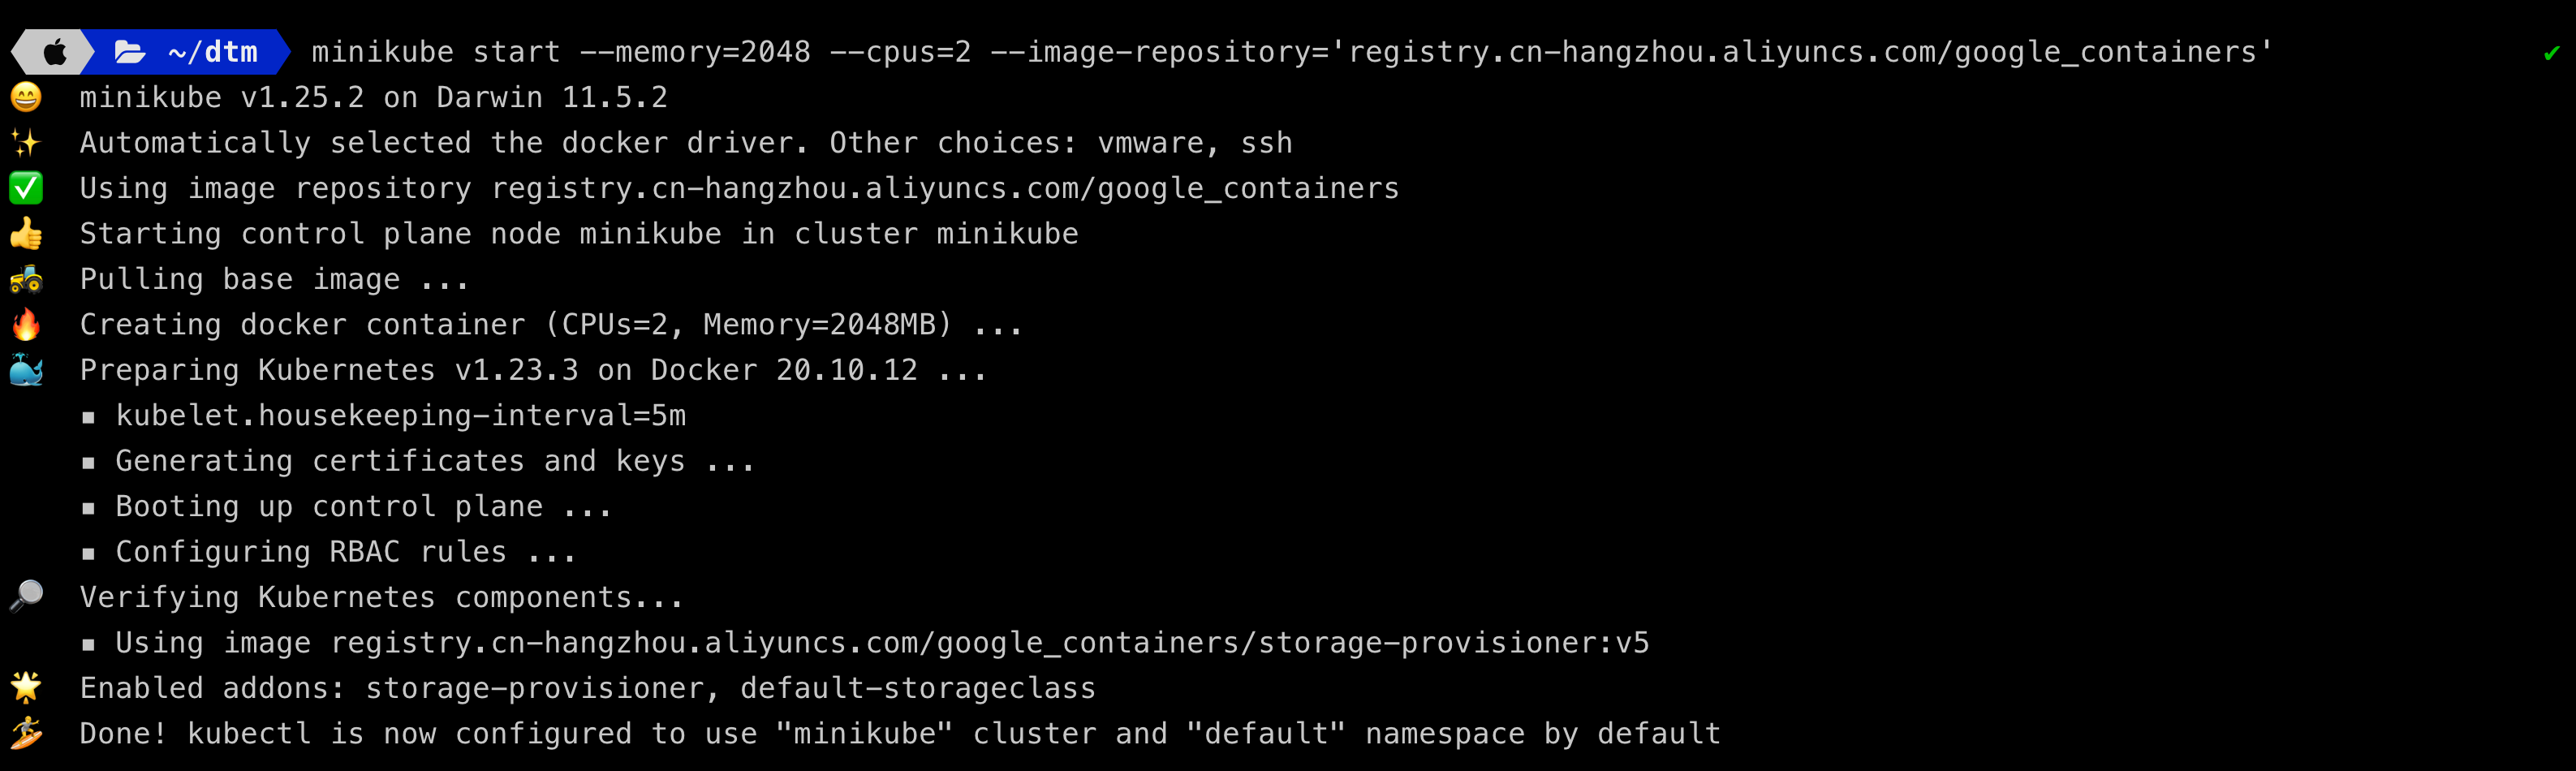 ~/dtm minikube start --memory=2048 --cpus=2 --image-repository='registry.cn-hangzhou.aliyuncs.com/google_containers' ✔
😄 minikube v1.25.2 on Darwin 11.5.2
✨ Automatically selected the docker driver. Other choices: vmware, ssh
✅ Using image repository registry.cn-hangzhou.aliyuncs.com/google_containers
👍 Starting control plane node minikube in cluster minikube
🚜 Pulling base image ...
🔥 Creating docker container (CPUs=2, Memory=2048MB) ...
🐳 Preparing Kubernetes v1.23.3 on Docker 20.10.12 ...
▪ kubelet.housekeeping-interval=5m
▪ Generating certificates and keys ...
▪ Booting up control plane ...
▪ Configuring RBAC rules ...
🔎 Verifying Kubernetes components...
▪ Using image registry.cn-hangzhou.aliyuncs.com/google_containers/storage-provisioner:v5
🌟 Enabled addons: storage-provisioner, default-storageclass
🏄 Done! kubectl is now configured to use "minikube" cluster and "default" namespace by default